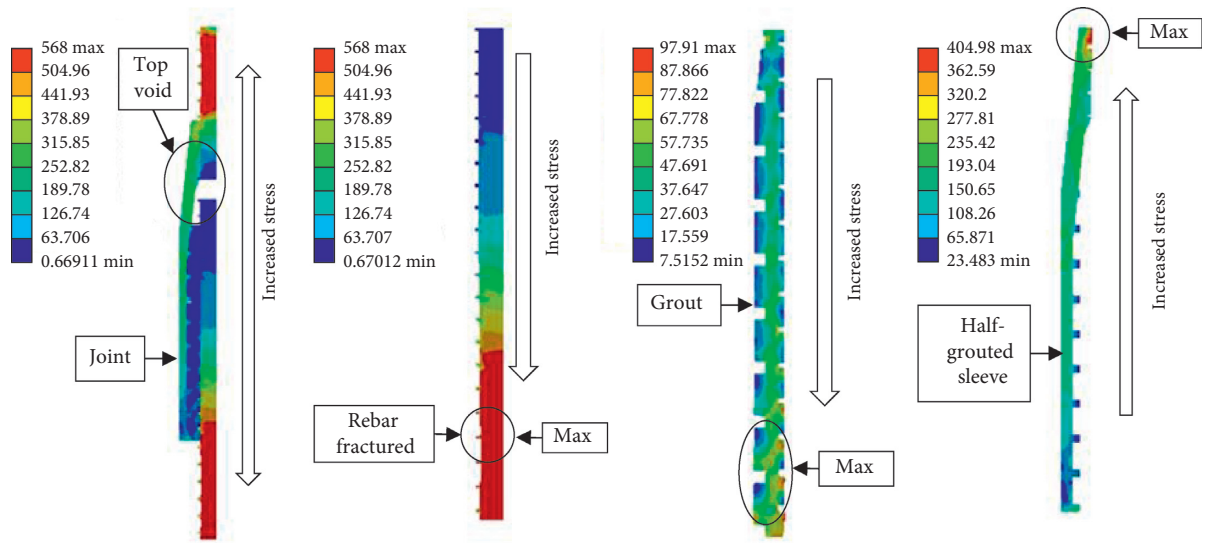 568 max
504.96
441.93
378.89
315.85
252.82
189.78
126.74
63.706
0.66911 min
Top
void
Joint
Increased stress
568 max
504.96
441.93
378.89
315.85
252.82
189.78
126.74
63.707
0.67012 min
Increased stress
Rebar
fractured
Max
97.91 max
87.866
77.822
67.778
57.735
47.691
37.647
27.603
17.559
7.5152 min
Grout
Increased stress
Max
404.98 max
362.59
320.2
277.81
235.42
193.04
150.65
108.26
65.871
23.483 min
Max
Increased stress
Half-
grouted
sleeve